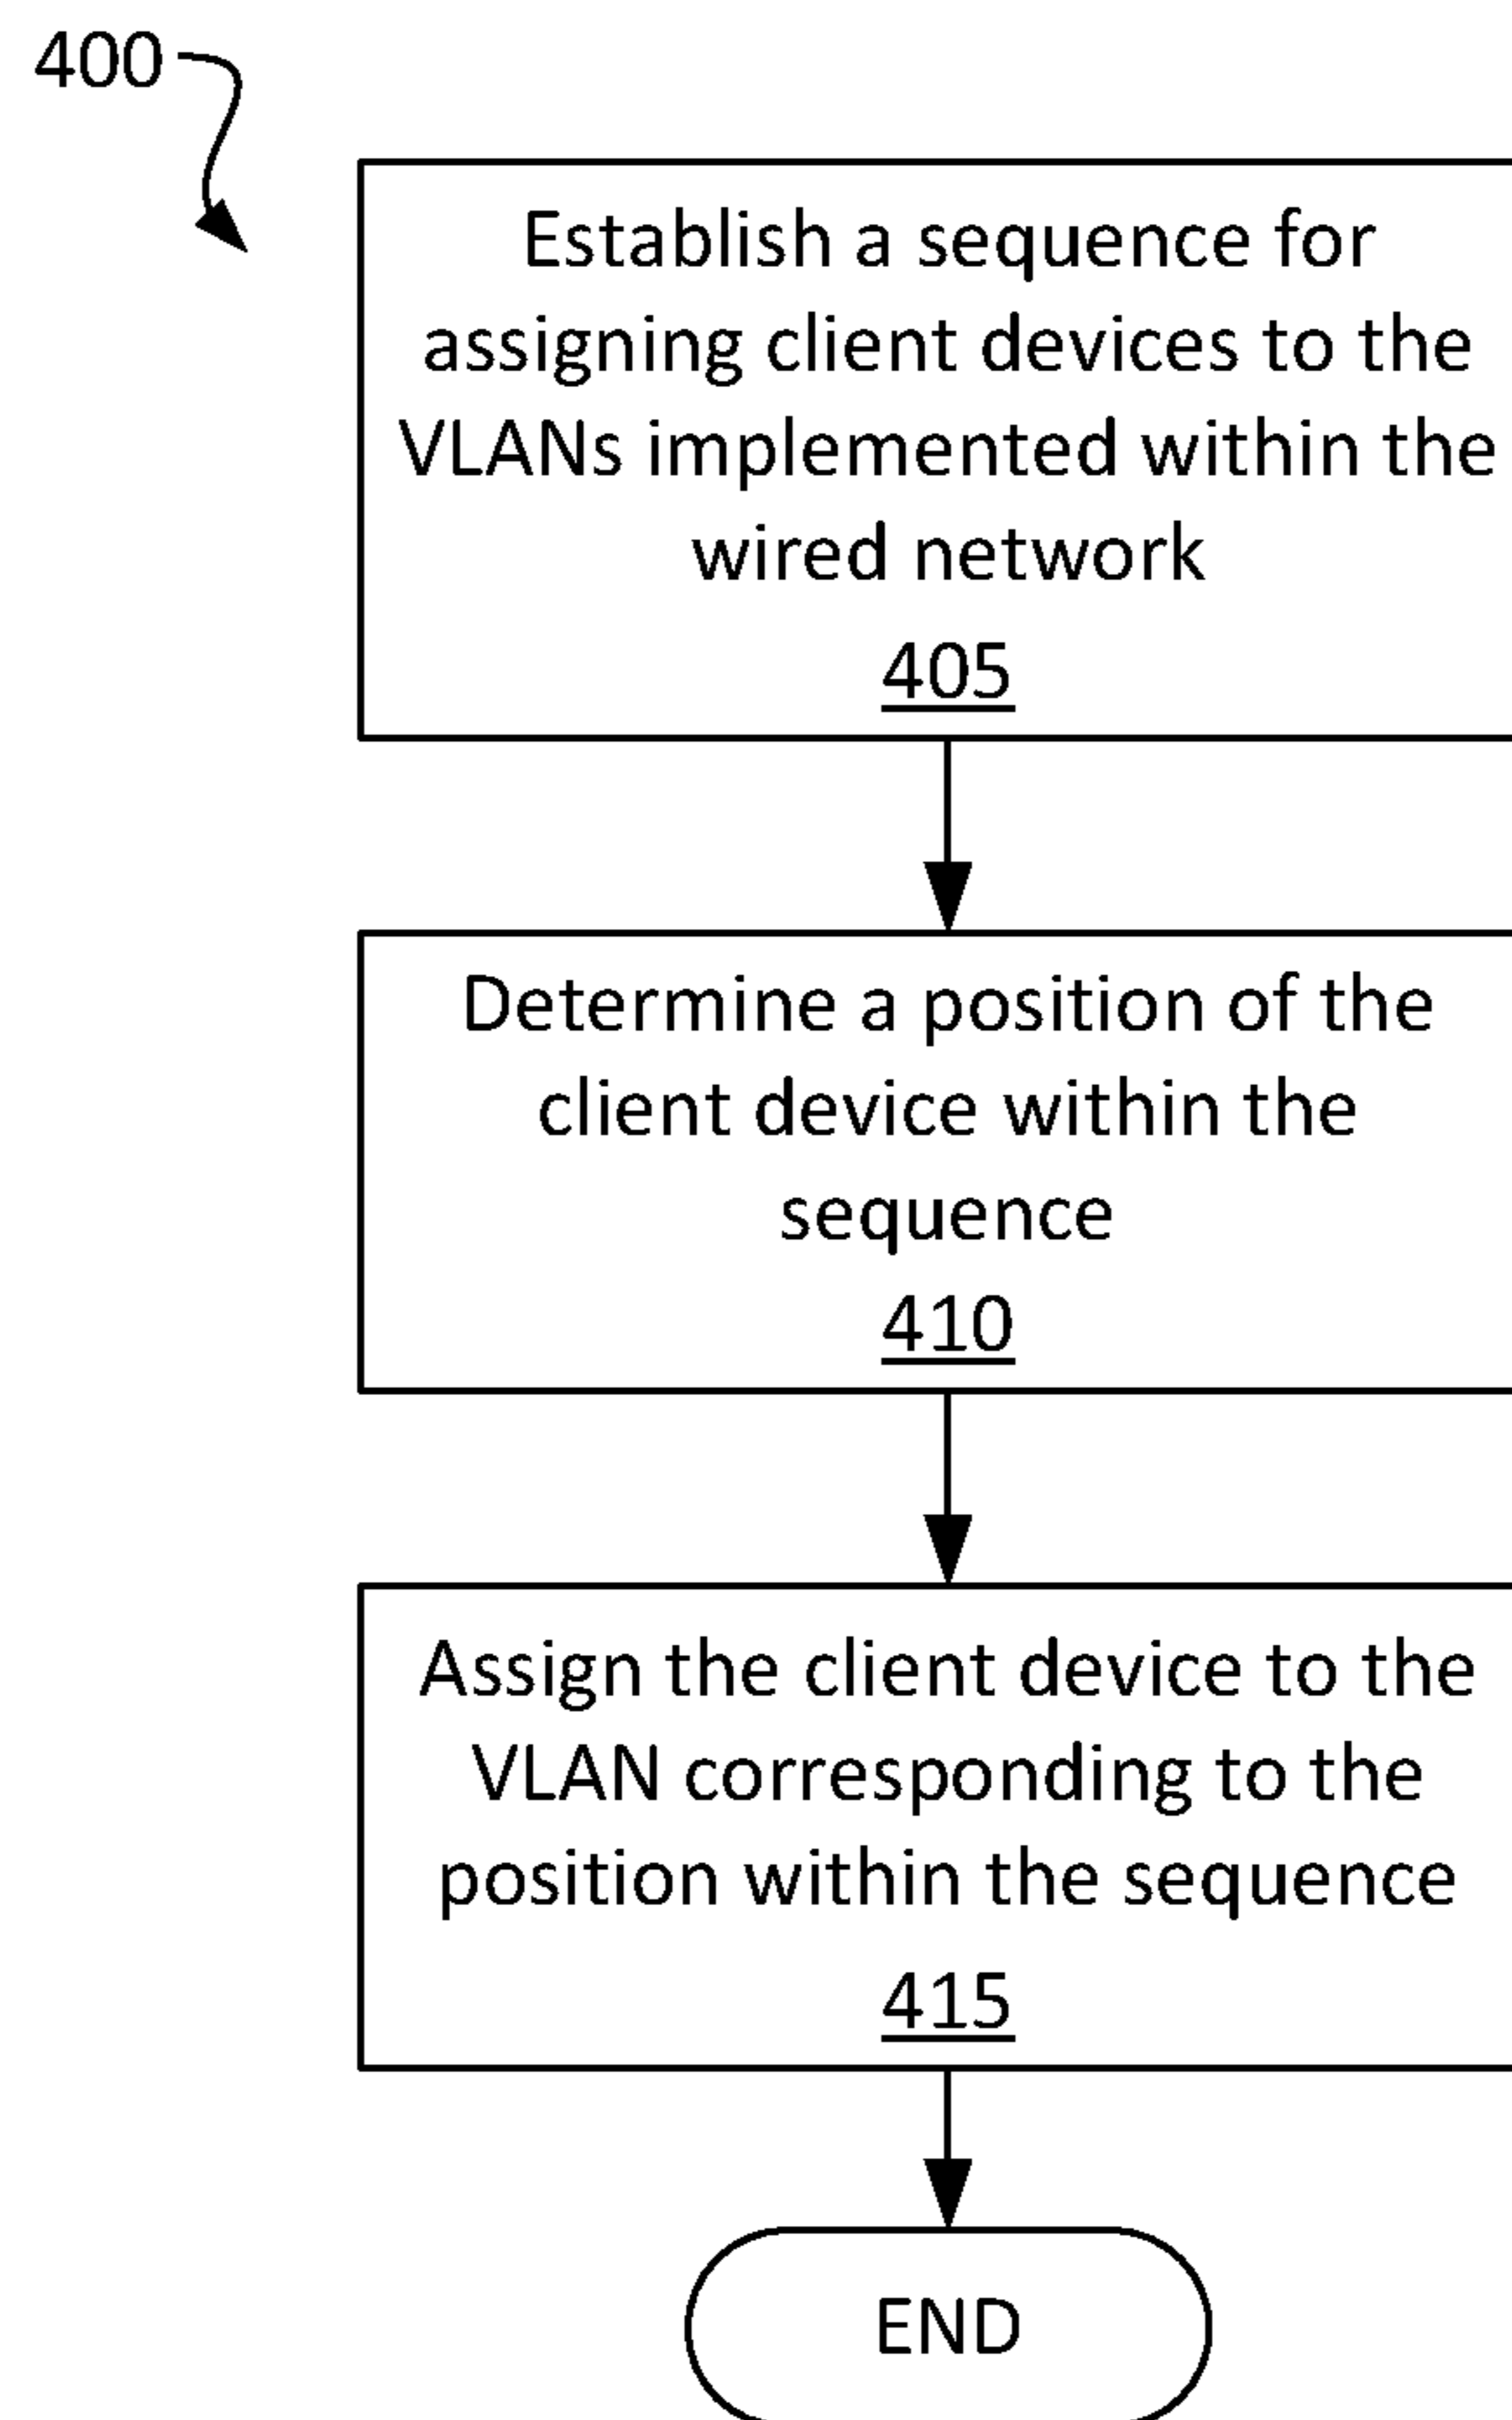 400
Establish a sequence for
assigning client devices to the
VLANs implemented within the
wired network
405
Determine a position of the
client device within the
sequence
410
Assign the client device to the
VLAN corresponding to the
position within the sequence
415
END